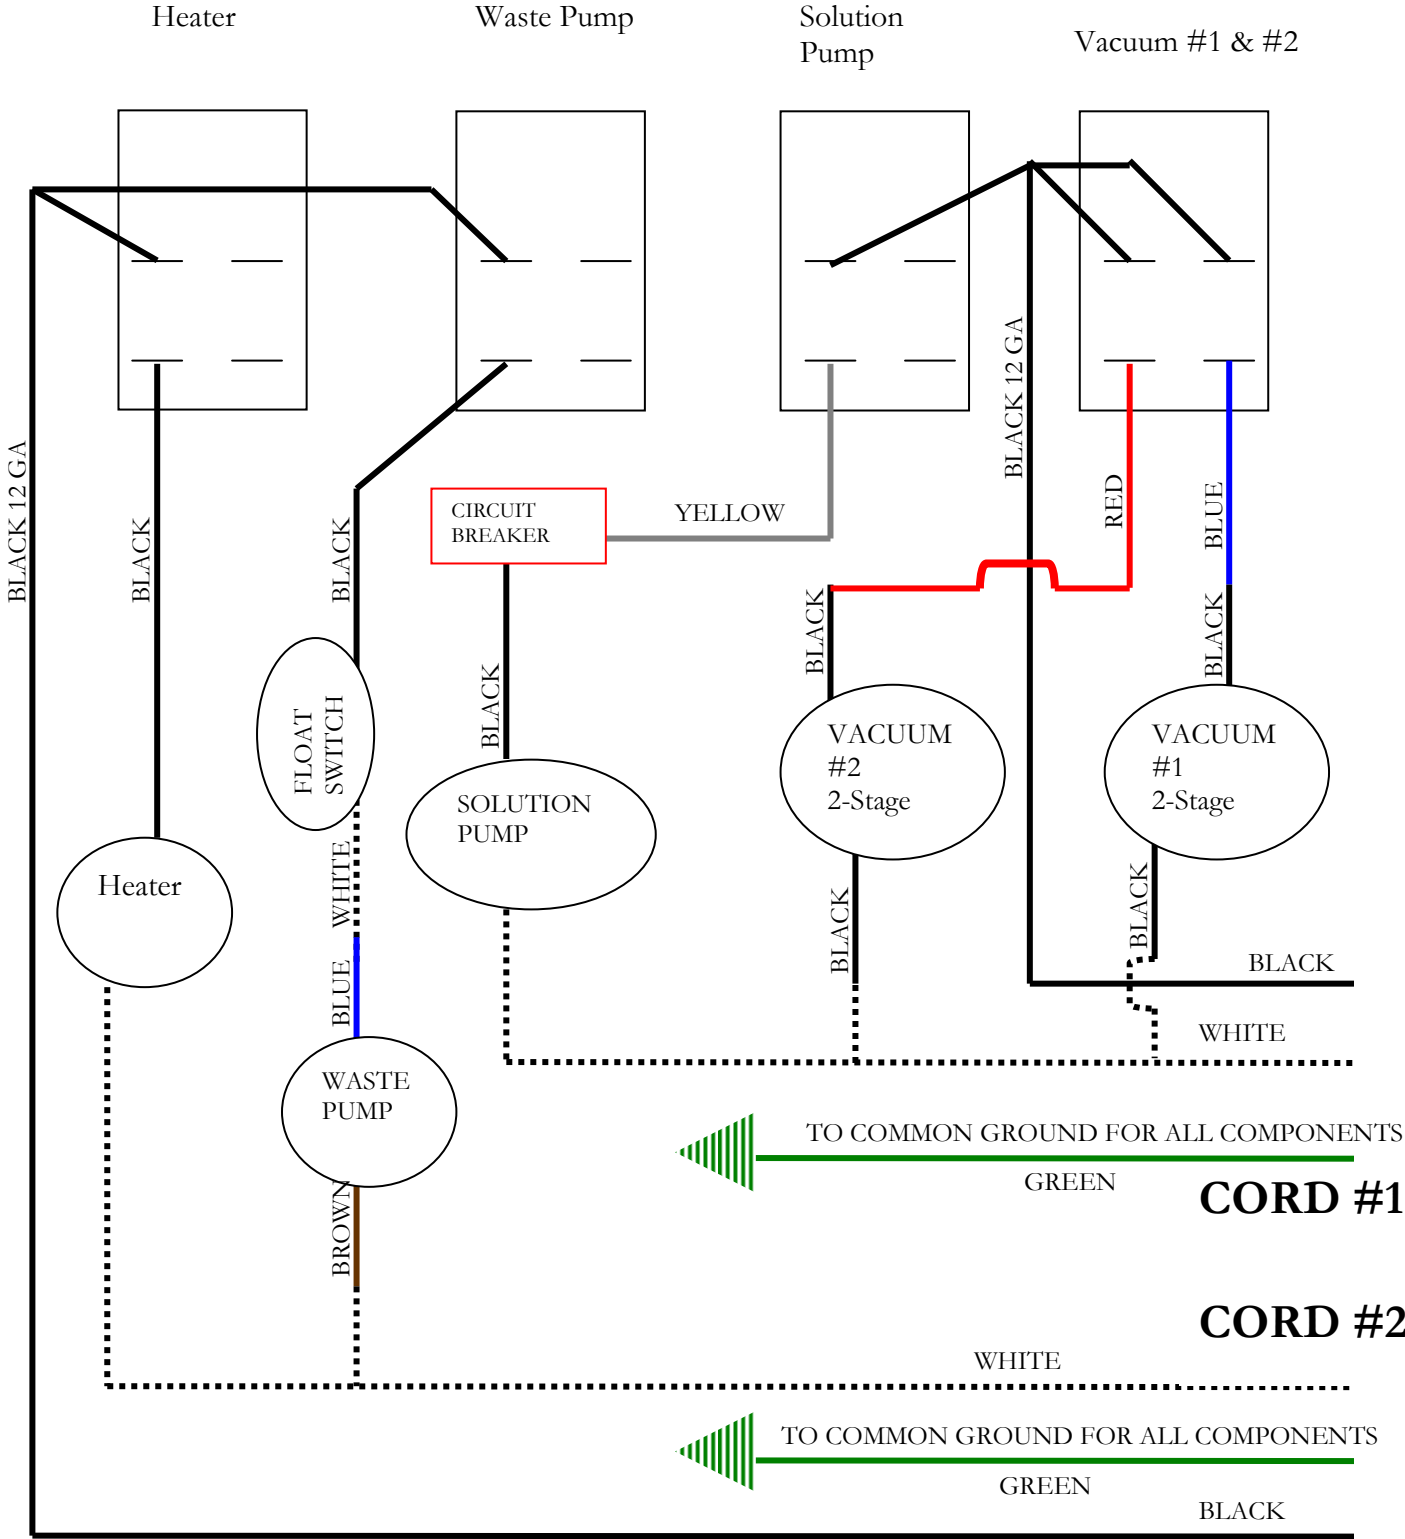 Heater
Waste Pump
Solution
Pump
Vacuum #1 & #2
BLACK 12 GA
BLACK 12 GA
RED
BLUE
CIRCUIT
BREAKER
YELLOW
BLACK
BLACK
BLACK
BLACK
BLACK
FLOAT
SWITCH
VACUUM
#2
2-Stage
VACUUM
#1
2-Stage
SOLUTION
PUMP
Heater
WHITE
BLACK
BLACK
BLACK
BLUE
WHITE
WASTE
PUMP
TO COMMON GROUND FOR ALL COMPONENTS
GREEN
CORD #1
BROWN
CORD #2
WHITE
TO COMMON GROUND FOR ALL COMPONENTS
GREEN
BLACK